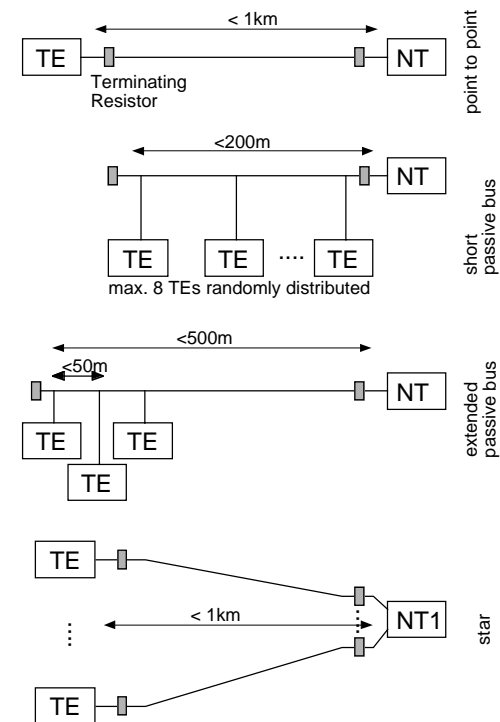 < 1km
TE
NT
Terminating
Resistor
point to point
<200m
NT
TE TE .... TE
max. 8 TEs randomly distributed
short
passive bus
<500m
<50m
NT
TE TE
TE
extended
passive bus
TE
< 1km
NT1
TE
star